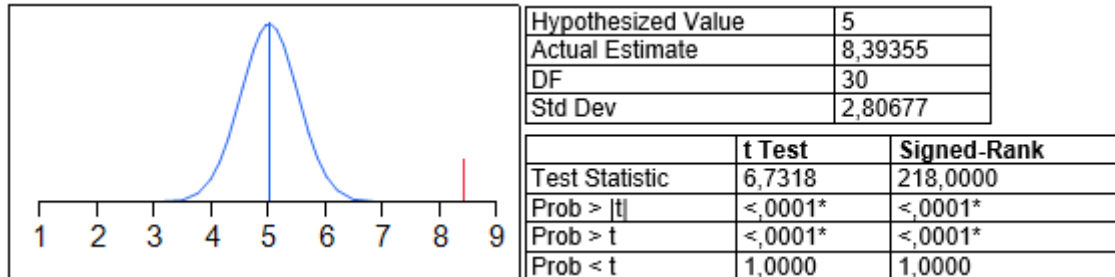 1 2 3 4 5 6 7 8 9
Hypothesized Value 5
Actual Estimate 8,39355
DF 30
Std Dev 2,80677
t Test Signed-Rank
Test Statistic 6,7318 218,0000
Prob > |t| <,0001* <,0001*
Prob > t <,0001* <,0001*
Prob < t 1,0000 1,0000